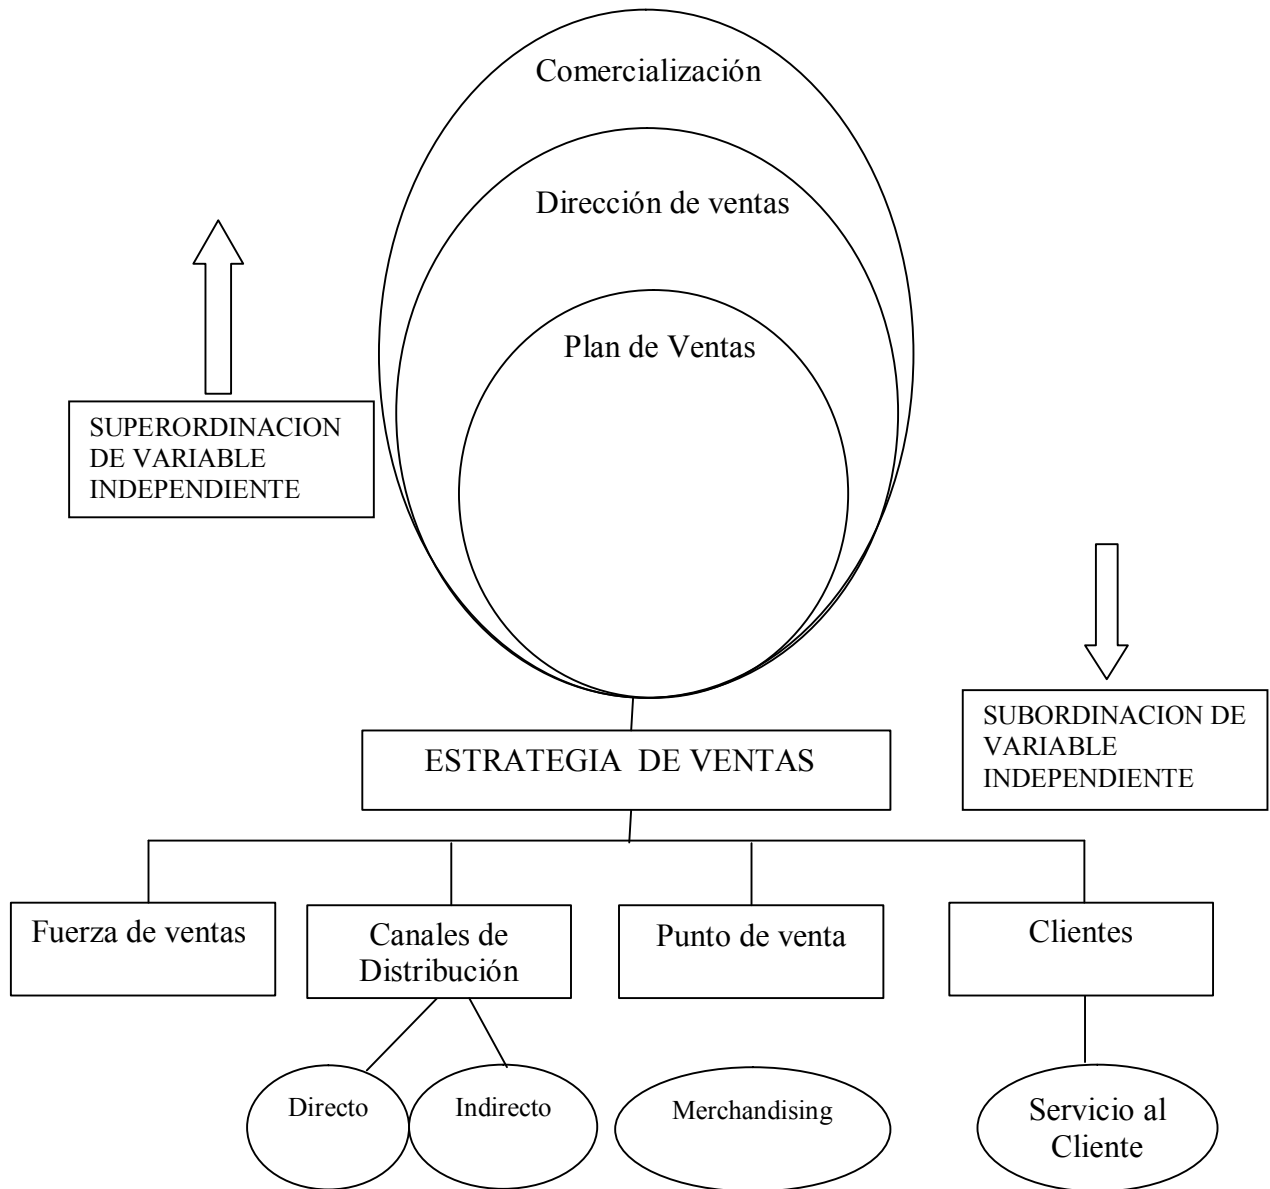 Comercialización
Dirección de ventas
Plan de Ventas
SUPERORDINACION
DE VARIABLE
INDEPENDIENTE
SUBORDINACION DE
VARIABLE
INDEPENDIENTE
ESTRATEGIA DE VENTAS
Fuerza de ventas
Canales de
Distribución
Punto de venta
Clientes
Directo
Indirecto
Merchandising
Servicio al
Cliente